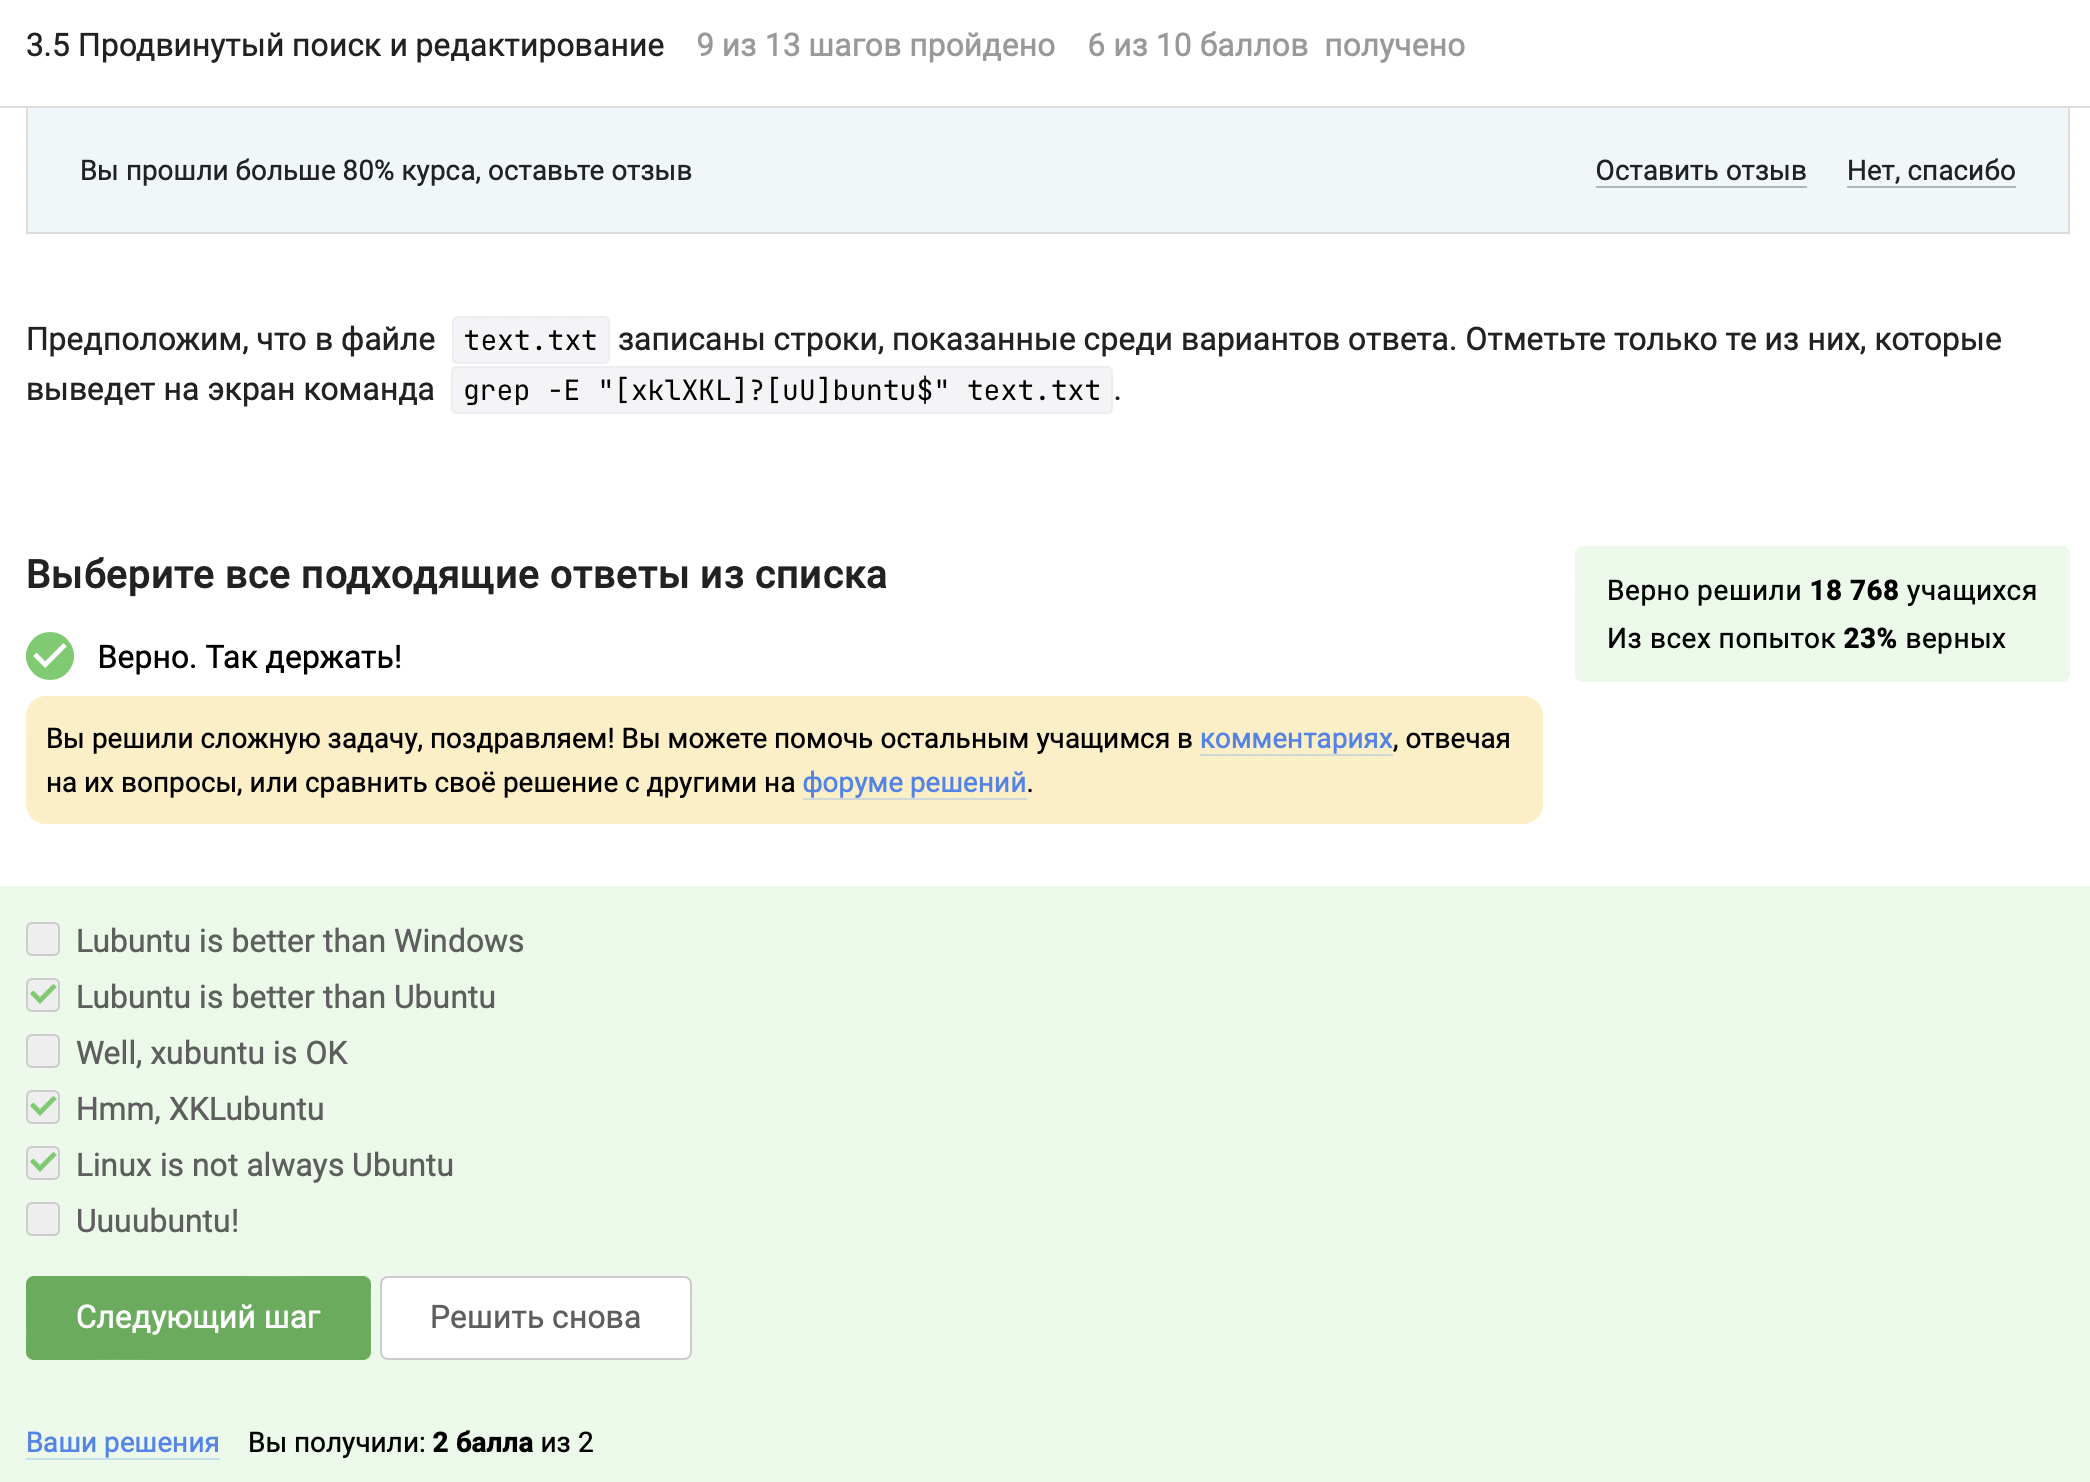 3.5 Продвинутый поиск и редактирование 9 из 13 шагов пройдено 6 из 10 баллов получено
Вы прошли больше 80% курса, оставьте отзыв Оставить отзыв Нет, спасибо
Предположим, что в файле text.txt записаны строки, показанные среди вариантов ответа. Отметьте только те из них, которые
выведет на экран команда grep -E "[xklXKL]?[uU]buntu$" text.txt.
Выберите все подходящие ответы из списка
Верно решили 18 768 учащихся
Из всех попыток 23% верных
Верно. Так держать!
Вы решили сложную задачу, поздравляем! Вы можете помочь остальным учащимся в комментариях, отвечая
на их вопросы, или сравнить своё решение с другими на форуме решений.
Lubuntu is better than Windows
Lubuntu is better than Ubuntu
Well, xubuntu is OK
Hmm, XKLubuntu
Linux is not always Ubuntu
Uuuubuntu!
Следующий шаг Решить снова
Ваши решения Вы получили: 2 балла из 2